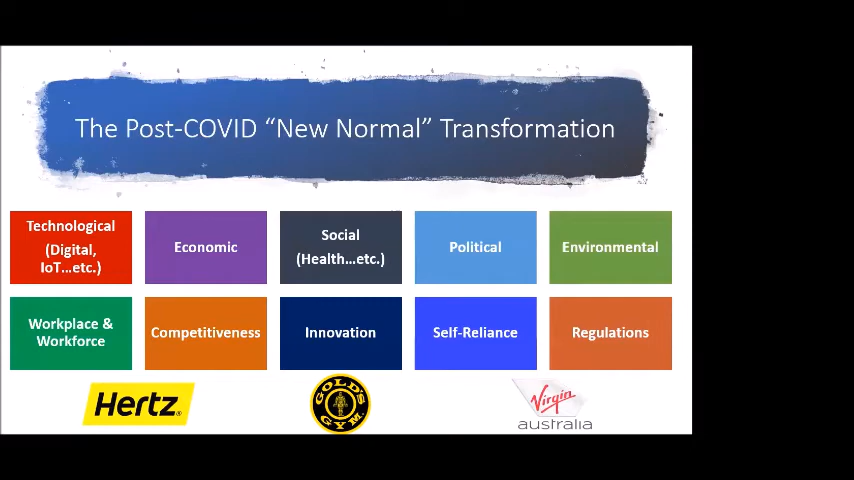 The Post-COVID “New Normal” Transformation
Technological
(Digital,
IoT…etc.)
Economic
Social
(Health…etc.)
Political
Environmental
Workplace &
Workforce
Competitiveness
Innovation
Self-Reliance
Regulations
Hertz
GOLD'S
GYM
Virgin
australia